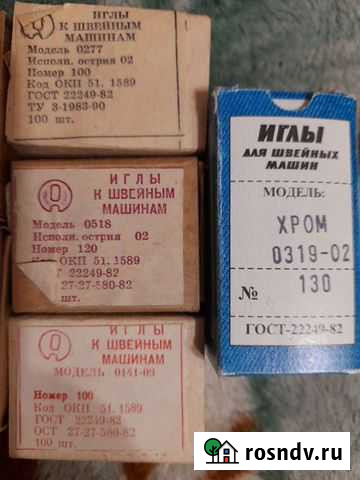 ИГЛЫ
К ШВЕЙНЫМ
МАШИНАМ
Модель 0277
Исполн. острия 02
Номер 100
Код ОКП 51. 1589
ГОСТ 22249-82
ТУ 3-1983-90
100 шт.
ИГЛЫ
К ШВЕЙНЫМ
МАШИНАМ
Модель 0518
Исполн. острия 02
Номер 120
ОКП 51. 1589
22249-82
27-27-580-82
шт.
ИГЛЫ
К ШВЕЙНЫМ
МАШИНАМ
МОДЕЛЬ 0141-03
Номер 100
Код ОКП 51. 1589
ГОСТ 22249-82
ОСТ 27-27-580-82
100 шт.
ИГЛЫ
ДЛЯ ШВЕЙНЫХ
МАШИН
МОДЕЛЬ:
ХРОМ
0319-02
№ 130
ГОСТ-22249-82
rosndv.ru